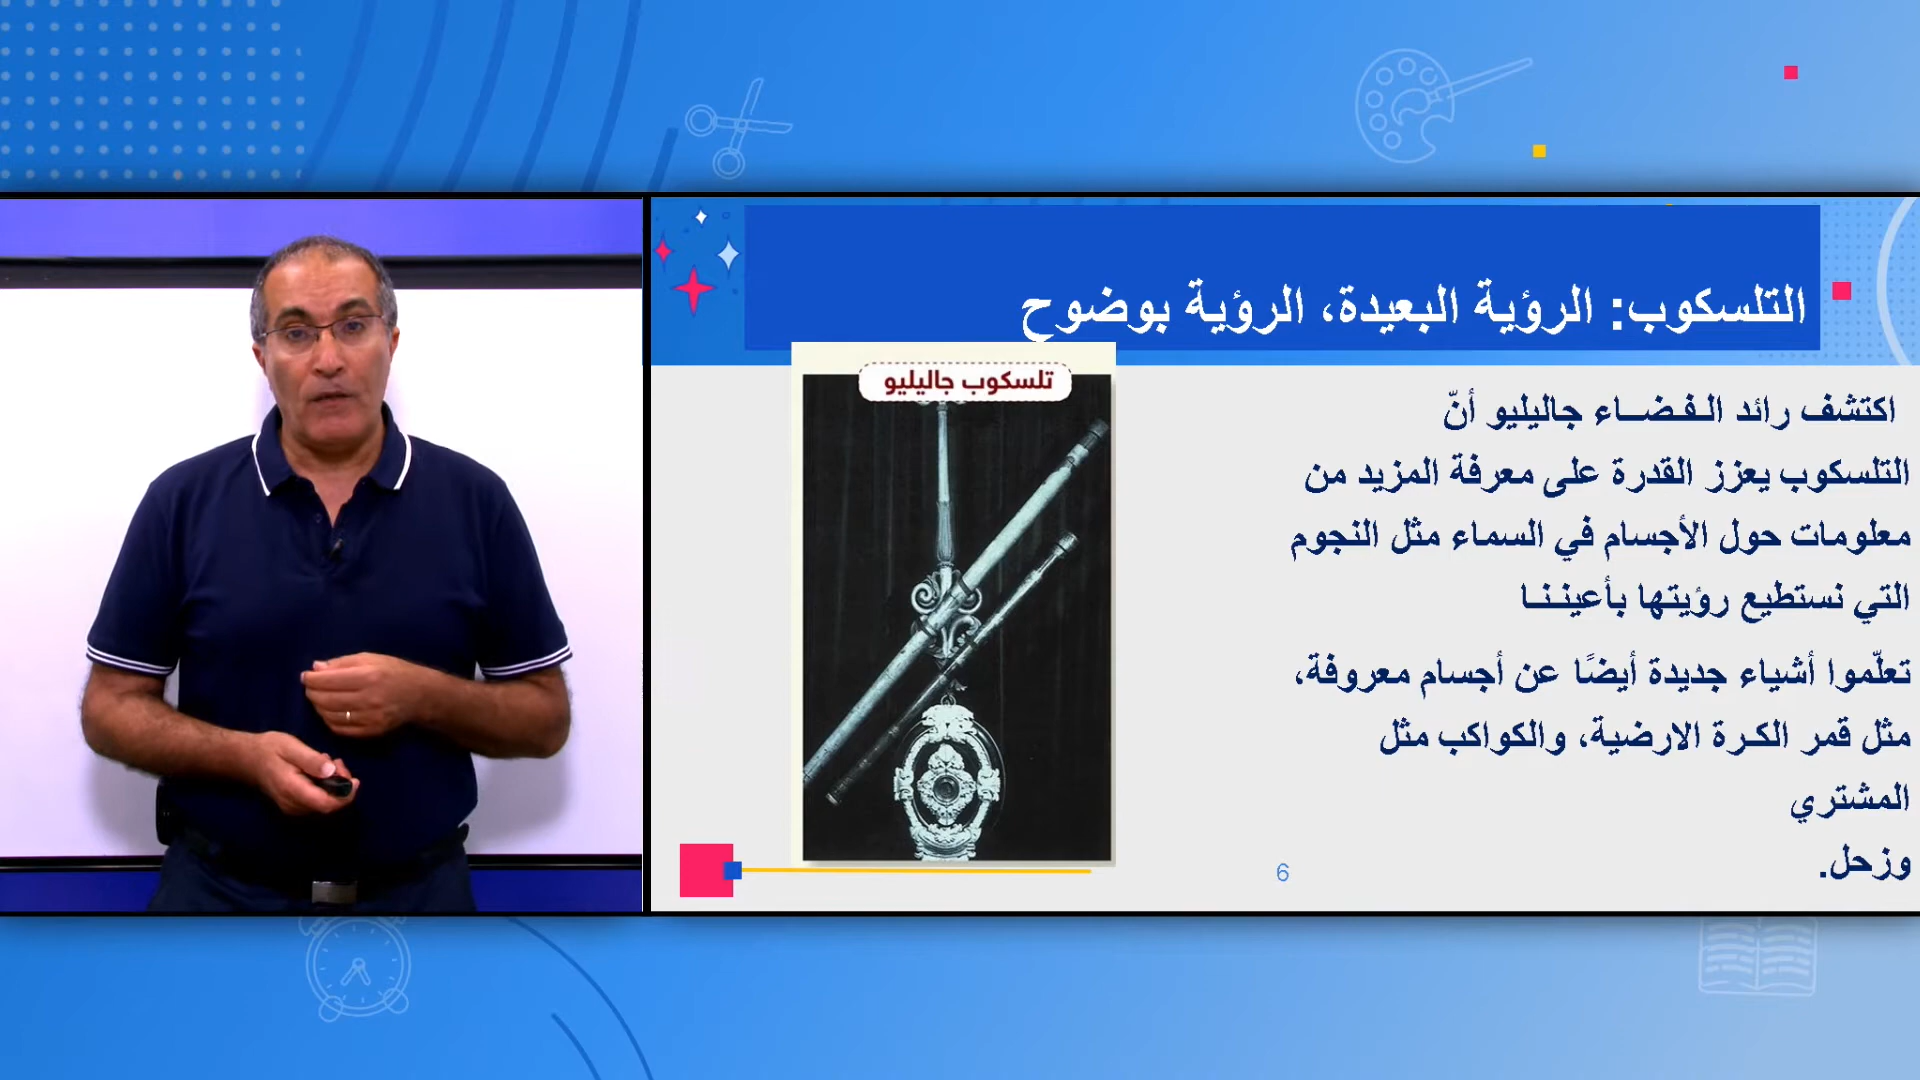 التلسكوب: الرؤية البعيدة، الرؤية بوضوح
تلسكوب جاليليو
اكتشف رائد الـفـضــاء جاليليو أنّ
التلسكوب يعزز القدرة على معرفة المزيد من
معلومات حول الأجسام في السماء مثل النجوم
التي نستطيع رؤيتها بأعيننا
تعلّموا أشياء جديدة أيضًا عن أجسام معروفة،
مثل قمر الكرة الارضية، والكواكب مثل
المشتري
وزحل.
6